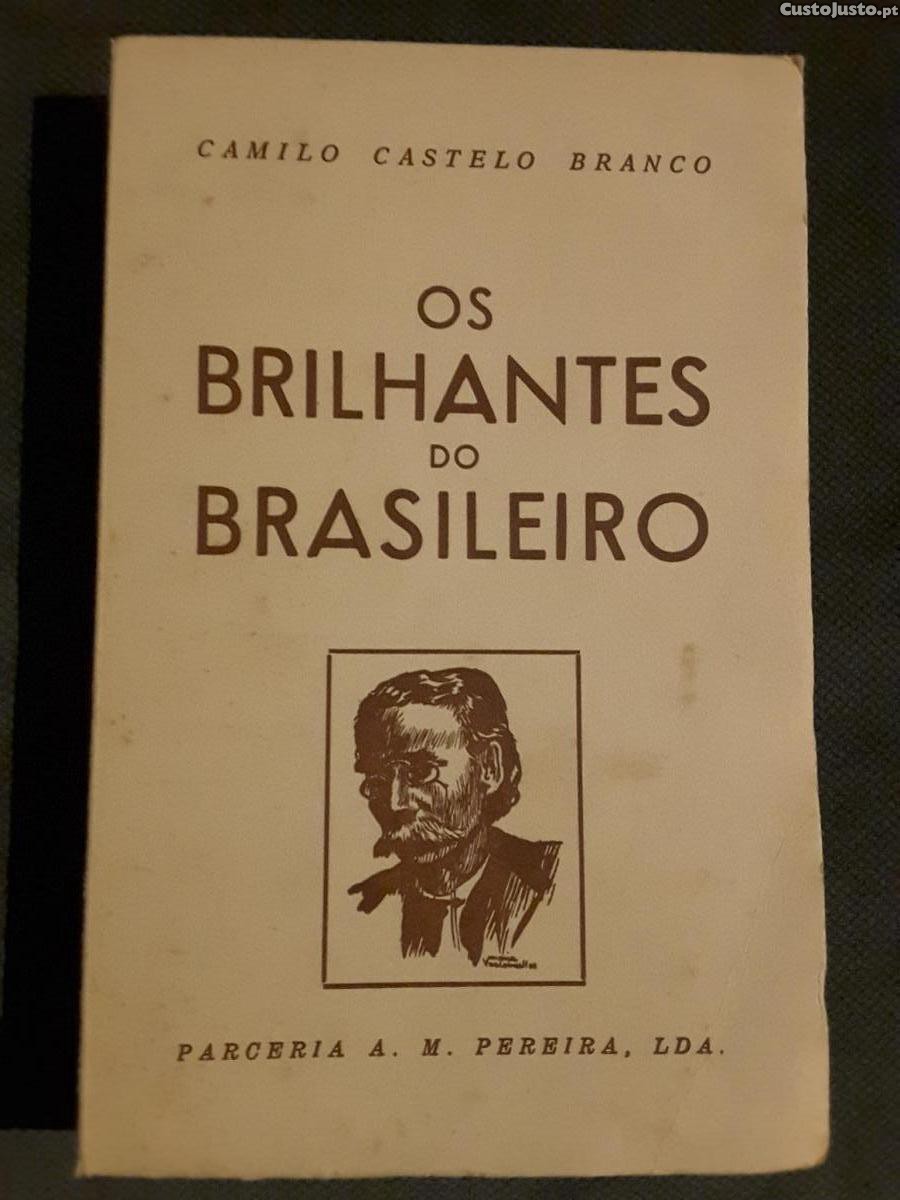 CustoJusto.pt
CAMILO CASTELO BRANCO
OS
BRILHANTES
DO
BRASILEIRO
PARCERIA A. M. PEREIRA, LDA.